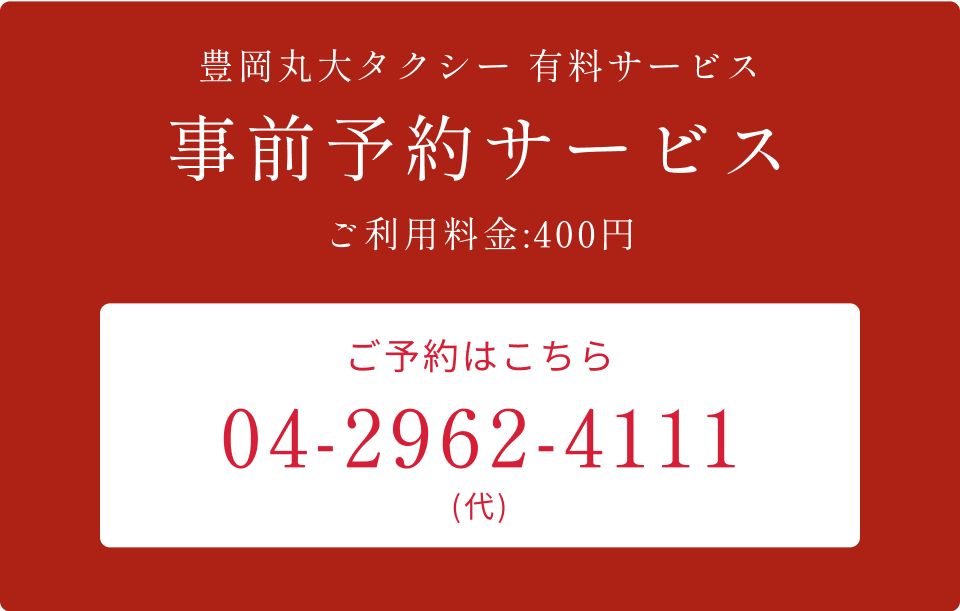 豊岡丸大タクシー 有料サービス
事前予約サービス
ご利用料金:400円
ご予約はこちら
04-2962-4111
(代)